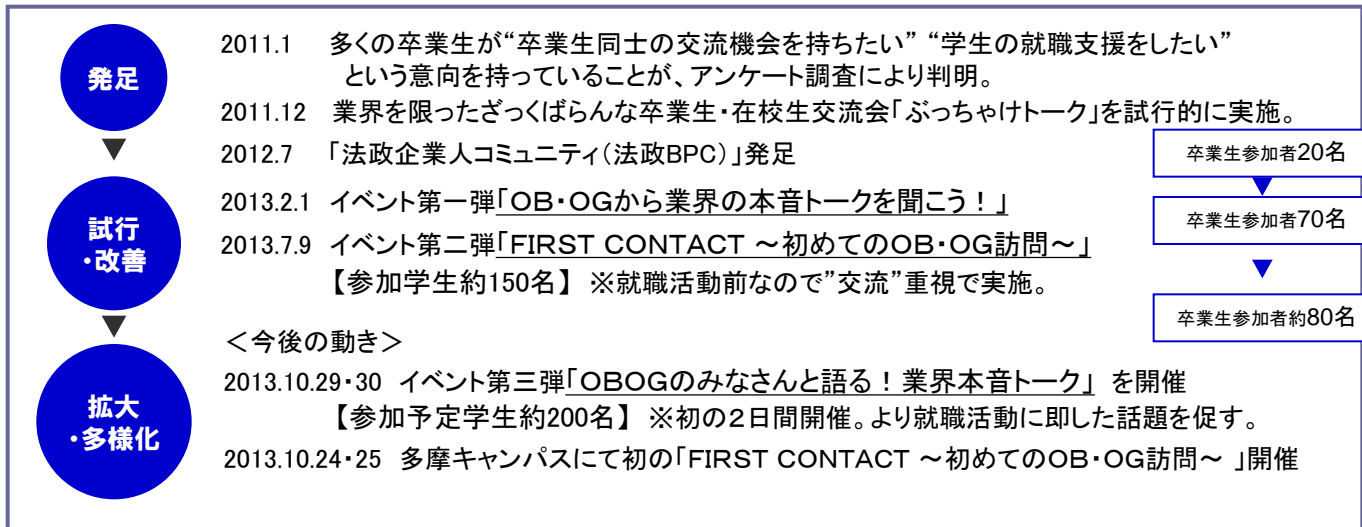 発足
2011.1 多くの卒業生が“卒業生同士の交流機会を持ちたい” “学生の就職支援をしたい”
という意向を持っていることが、アンケート調査により判明。
2011.12 業界を限ったざっくばらんな卒業生・在校生交流会「ぶっちゃけトーク」を試行的に実施。
2012.7 「法政企業人コミュニティ(法政BPC)」発足
卒業生参加者20名
試行
・改善
2013.2.1 イベント第一弾「OB・OGから業界の本音トークを聞こう！」
卒業生参加者70名
2013.7.9 イベント第二弾「FIRST CONTACT ～初めてのOB・OG訪問～」
【参加学生約150名】 ※就職活動前なので”交流”重視で実施。
卒業生参加者約80名
拡大
・多様化
＜今後の動き＞
2013.10.29・30 イベント第三弾「OBOGのみなさんと語る！業界本音トーク」 を開催
【参加予定学生約200名】 ※初の２日間開催。より就職活動に即した話題を促す。
2013.10.24・25 多摩キャンパスにて初の「FIRST CONTACT ～初めてのOB・OG訪問～ 」開催